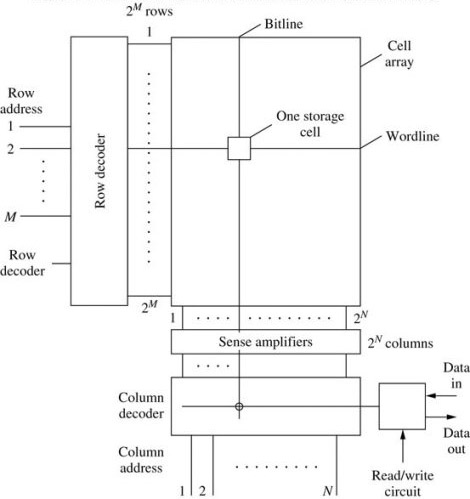 2^M rows
1
Bitline
Cell
array
Row
address
1
2
M
Row decoder
One storage
cell
Wordline
Row
decoder
2^M
1
2^N
Sense amplifiers
2^N columns
Column
decoder
Data
in
Data
out
Column
address
1
2
N
Read/write
circuit